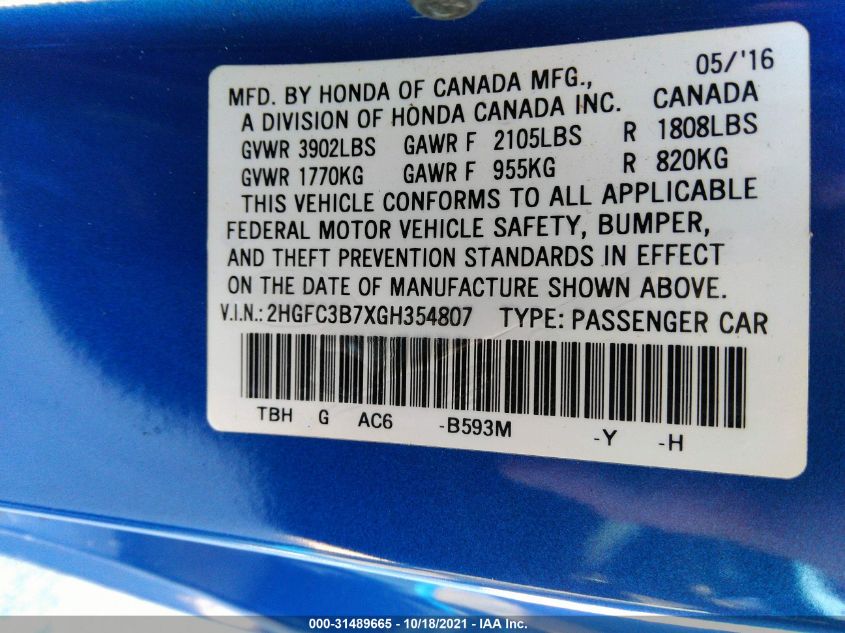 05/'16
MFD. BY HONDA OF CANADA MFG.,
A DIVISION OF HONDA CANADA INC. CANADA
GVWR 3902LBS GAWR F 2105LBS R 1808LBS
GVWR 1770KG GAWR F 955KG R 820KG
THIS VEHICLE CONFORMS TO ALL APPLICABLE
FEDERAL MOTOR VEHICLE SAFETY, BUMPER,
AND THEFT PREVENTION STANDARDS IN EFFECT
ON THE DATE OF MANUFACTURE SHOWN ABOVE.
V.I.N.: 2HGFC3B7XGH354807 TYPE: PASSENGER CAR
TBH G AC6 -B593M -Y -H
000-31489665 - 10/18/2021 - IAA Inc.